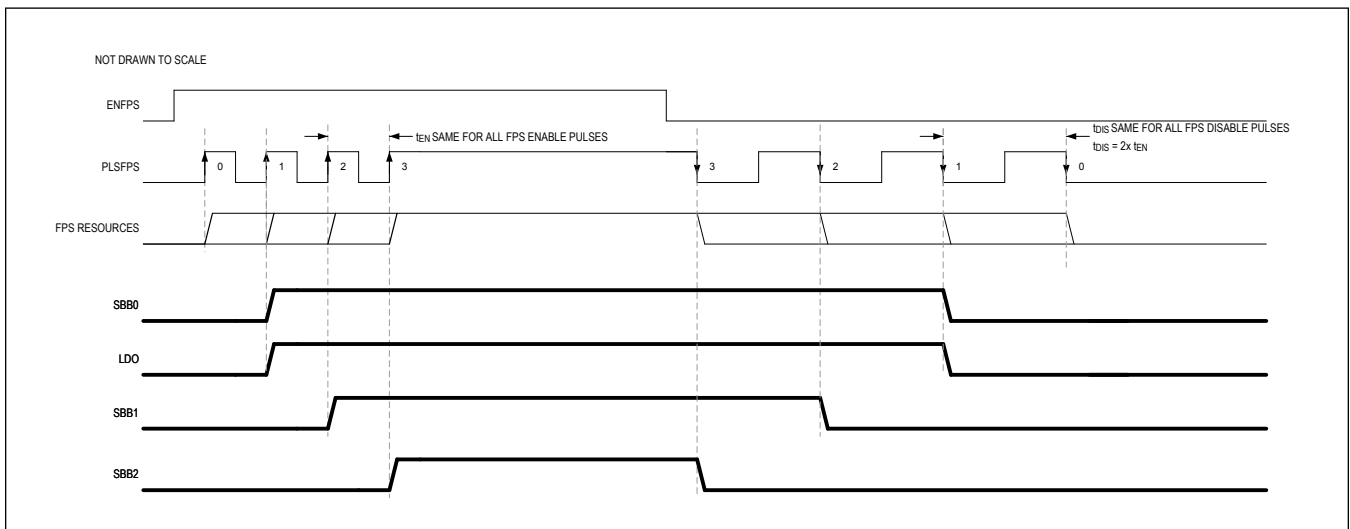 NOT DRAWN TO SCALE
ENFPS
tEN SAME FOR ALL FPS ENABLE PULSES
tDIS SAME FOR ALL FPS DISABLE PULSES
tDIS = 2x tEN
PLSFPS
0 1 2 3 3 2 1 0
FPS RESOURCES
SBB0
LDO
SBB1
SBB2